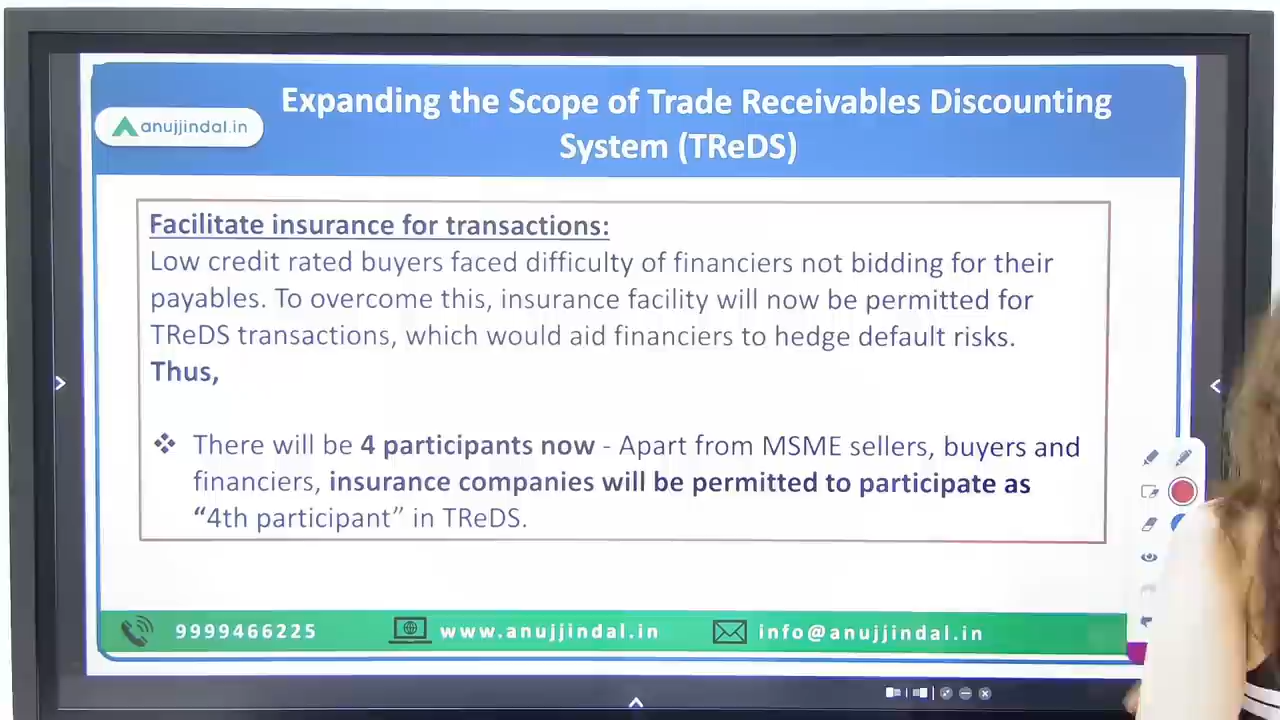 Expanding the Scope of Trade Receivables Discounting
System (TReDS)
anujjindal.in
Facilitate insurance for transactions:
Low credit rated buyers faced difficulty of financiers not bidding for their
payables. To overcome this, insurance facility will now be permitted for
TReDS transactions, which would aid financiers to hedge default risks.
Thus,
❖ There will be 4 participants now - Apart from MSME sellers, buyers and
financiers, insurance companies will be permitted to participate as
“4th participant” in TReDS.
9999466225 www.anujjindal.in info@anujjindal.in